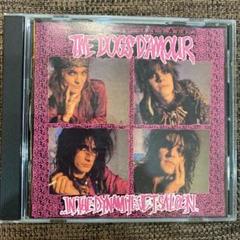 THE DOGS D'AMOUR
...IN THE DYNAMITE JET SALOON